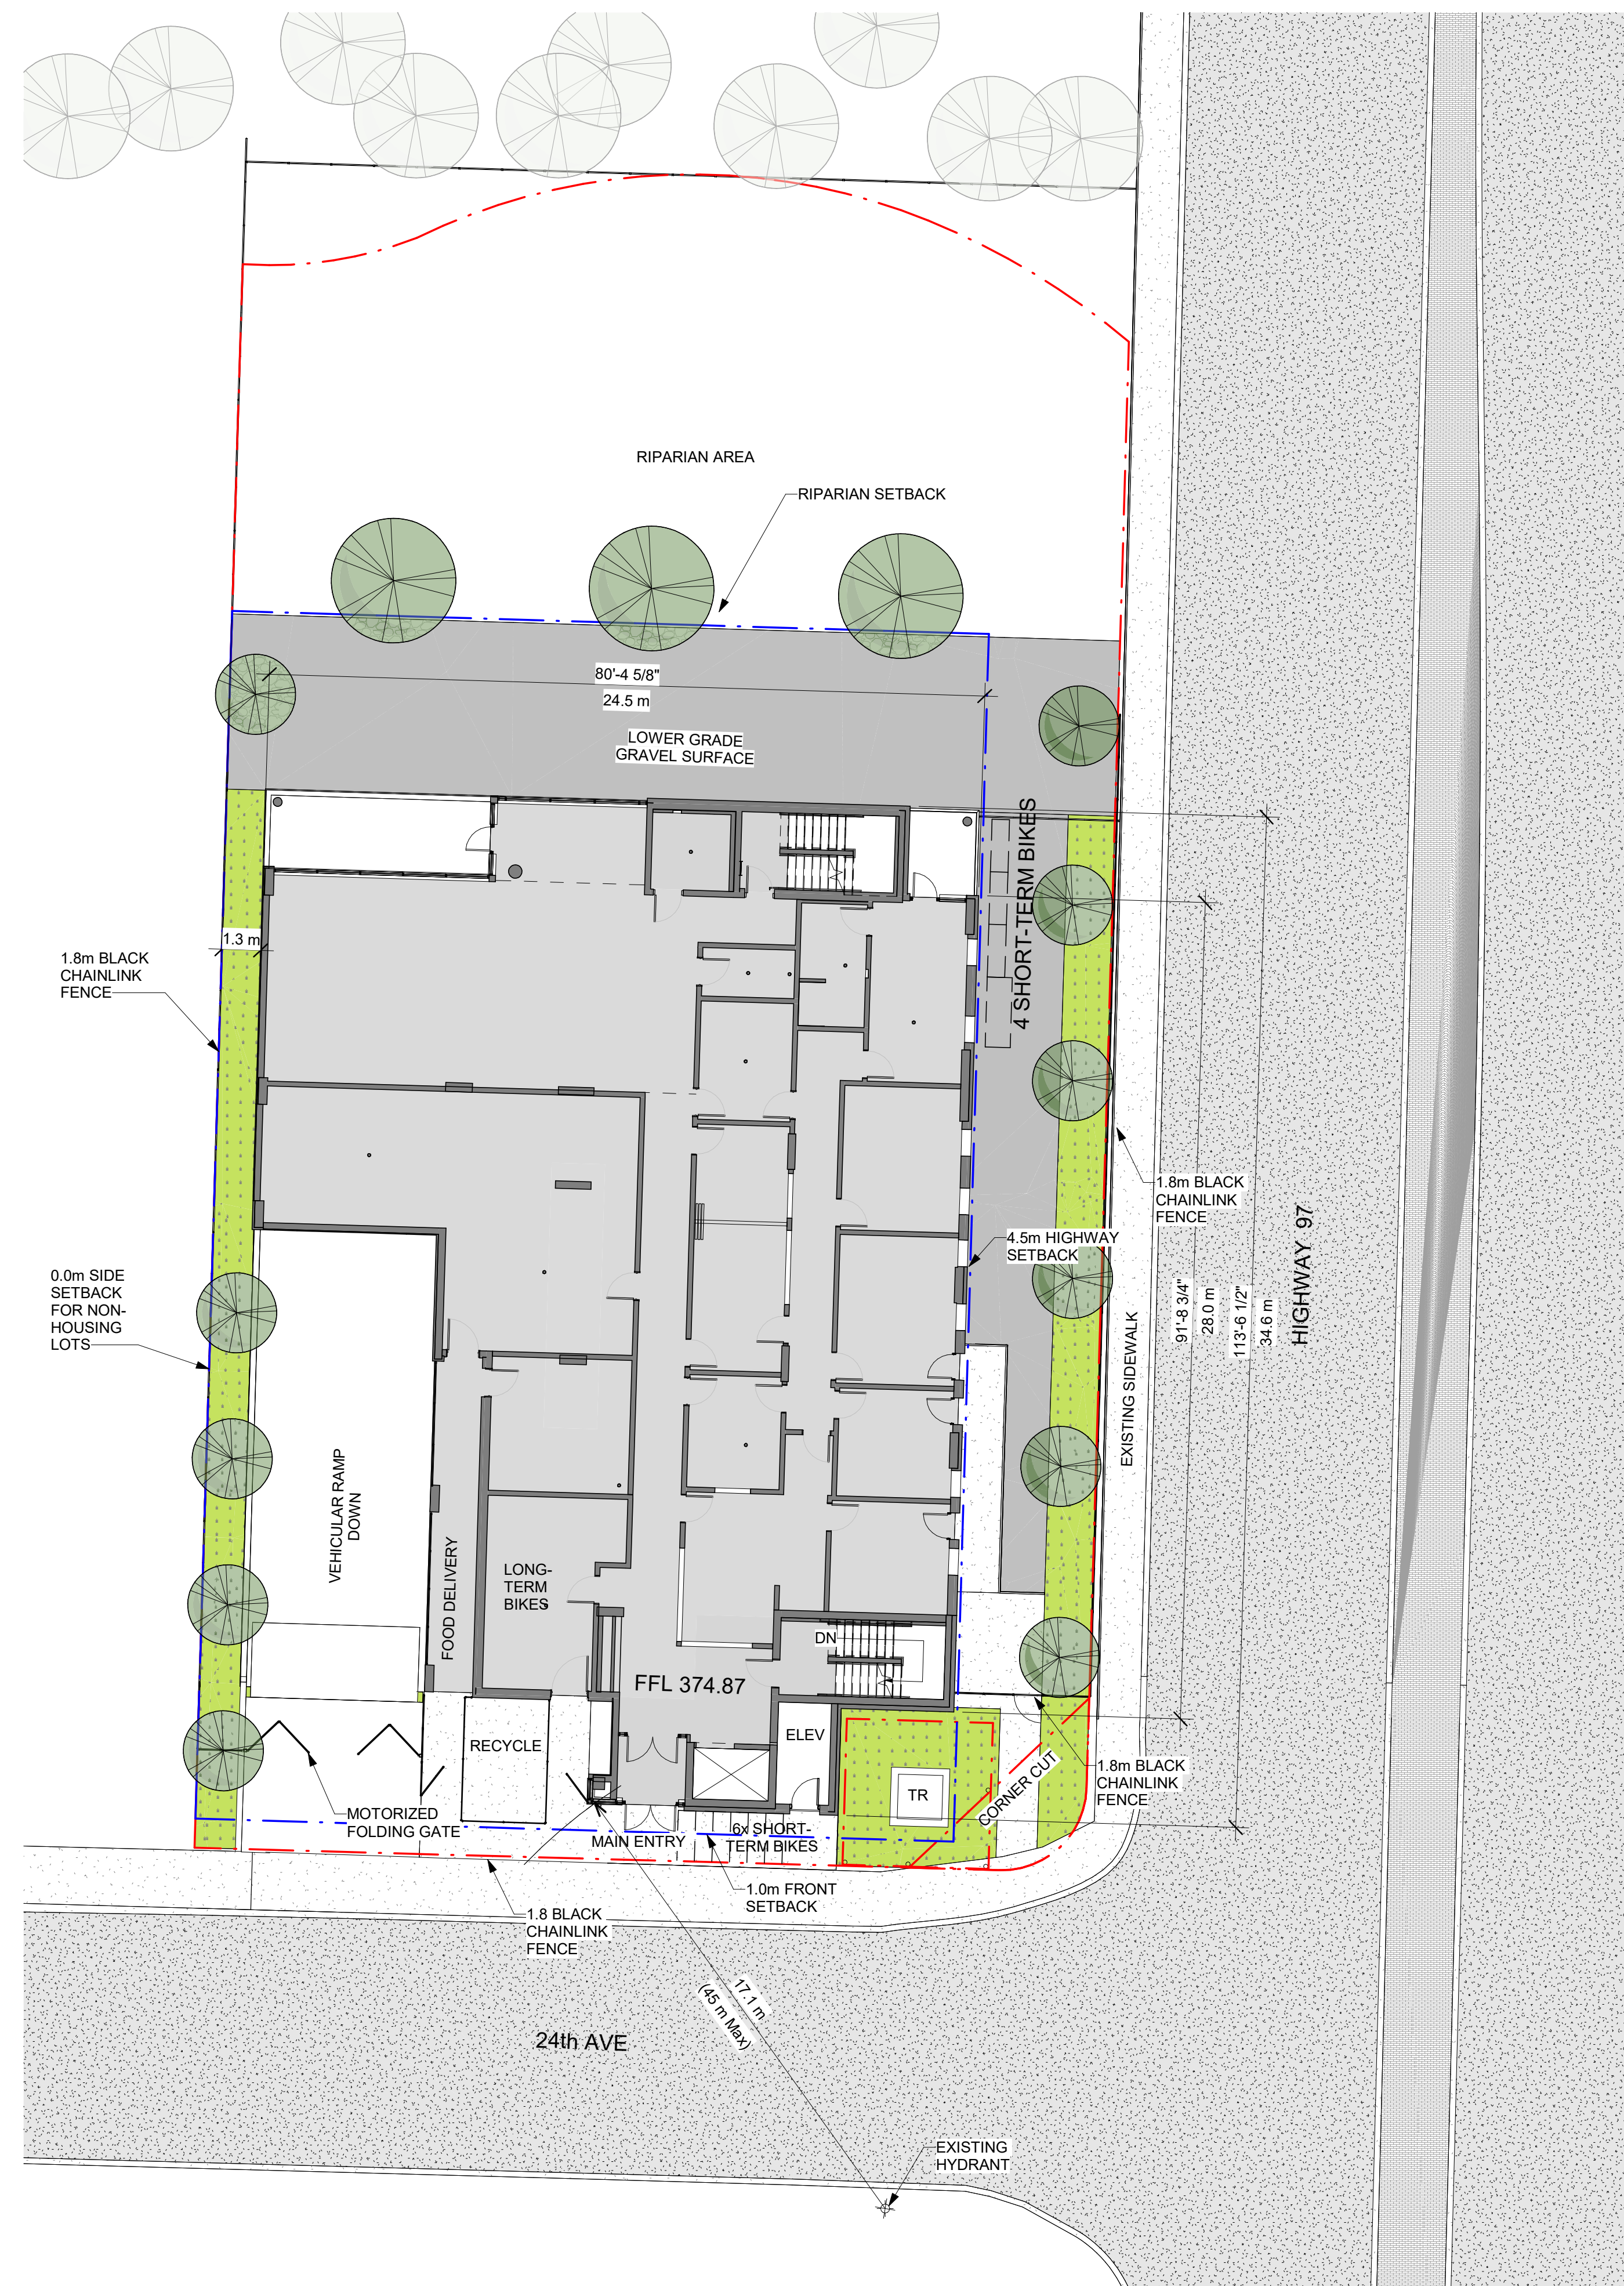 RIPARIAN AREA
RIPARIAN SETBACK
80'-4 5/8"
24.5 m
LOWER GRADE
GRAVEL SURFACE
4 SHORT-TERM BIKES
1.3 m
1.8m BLACK
CHAINLINK
FENCE
1.8m BLACK
CHAINLINK
FENCE
4.5m HIGHWAY
SETBACK
0.0m SIDE
SETBACK
FOR NON-
HOUSING
LOTS
91'-8 3/4"
28.0 m
113'-6 1/2"
34.6 m
HIGHWAY 97
EXISTING SIDEWALK
VEHICULAR RAMP
DOWN
FOOD DELIVERY
LONG-
TERM
BIKES
DN
FFL 374.87
ELEV
RECYCLE
TR
CORNER CUT
1.8m BLACK
CHAINLINK
FENCE
MOTORIZED
FOLDING GATE
MAIN ENTRY
6x SHORT-
TERM BIKES
1.0m FRONT
SETBACK
1.8 BLACK
CHAINLINK
FENCE
17.1 m
(45 m Max)
24th AVE
EXISTING
HYDRANT